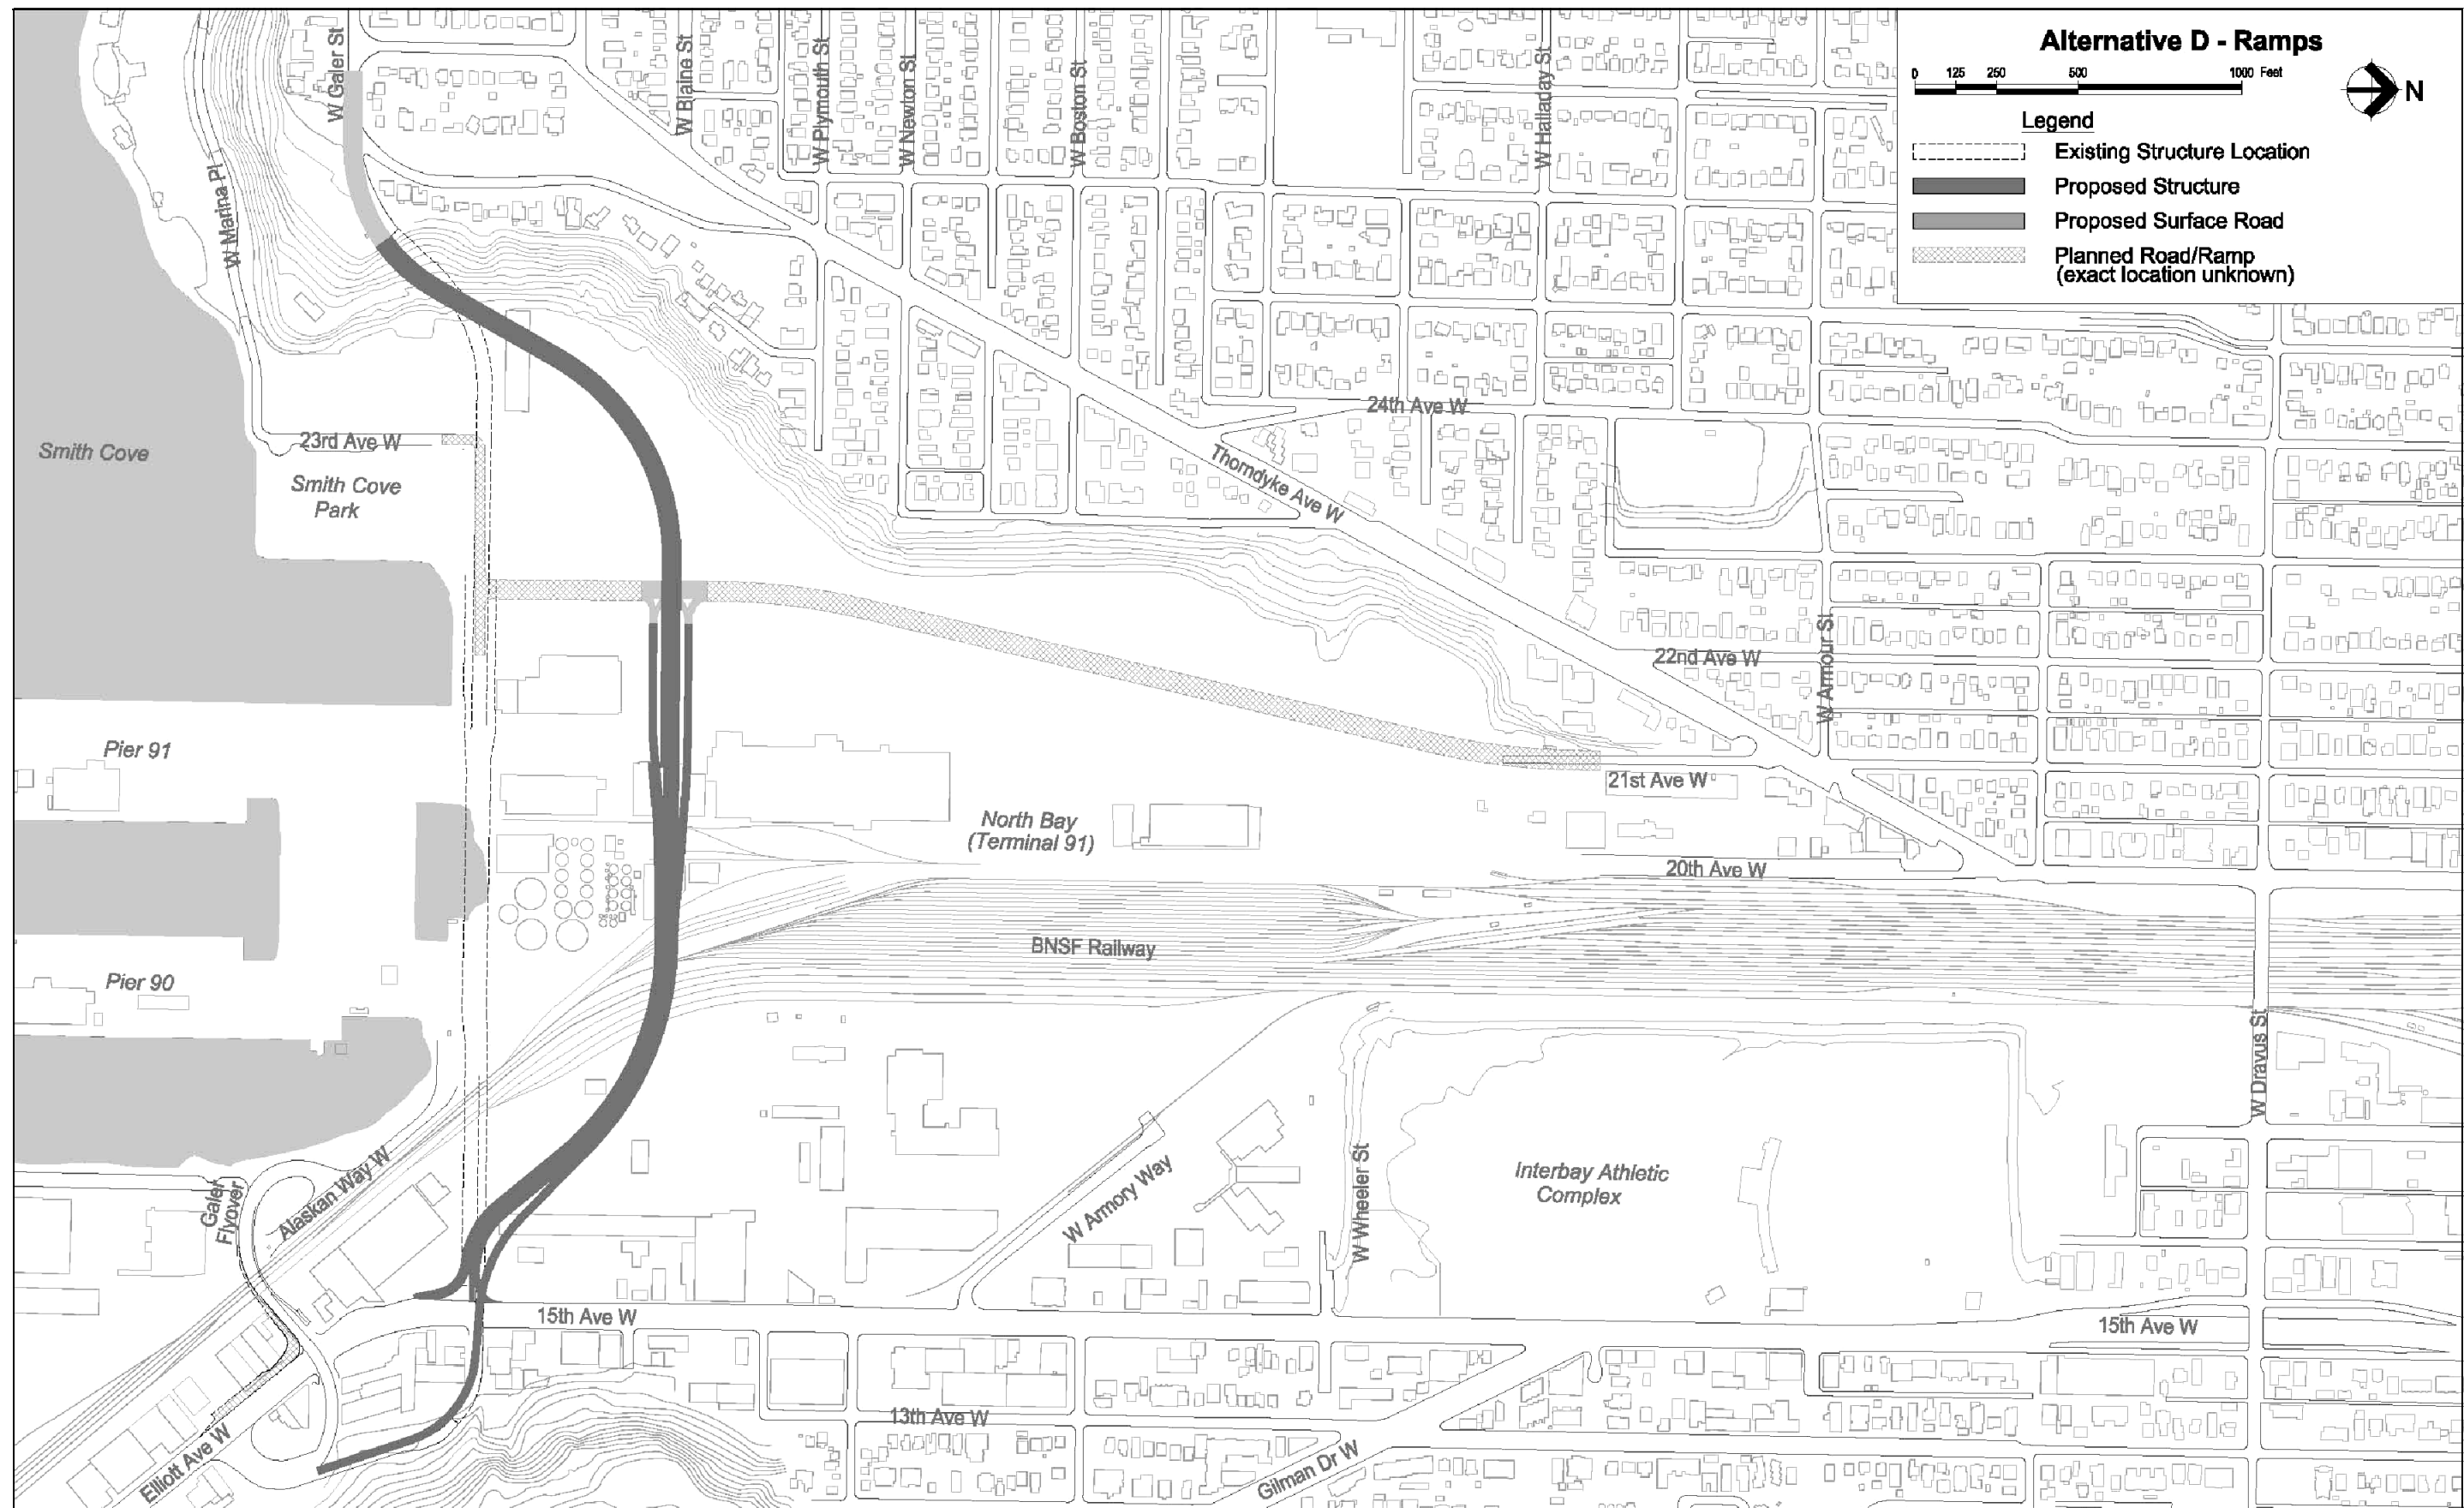 Alternative D - Ramps
0 125 250 500 1000 Feet
N
Legend
Existing Structure Location
Proposed Structure
Proposed Surface Road
Planned Road/Ramp
(exact location unknown)
W Galer St
W Blaine St
W Plymouth St
W Newton St
W Boston St
W Halladay St
W Marina Pl
24th Ave W
Smith Cove
23rd Ave W
Smith Cove
Park
Thorndyke Ave W
22nd Ave W
W Armour St
Pier 91
21st Ave W
North Bay
(Terminal 91)
20th Ave W
BNSF Railway
Pier 90
W Dravus St
Galer
Flyover
Alaskan Way W
W Armory Way
W Wheeler St
Interbay Athletic
Complex
15th Ave W
15th Ave W
13th Ave W
Elliott Ave W
Gilman Dr W